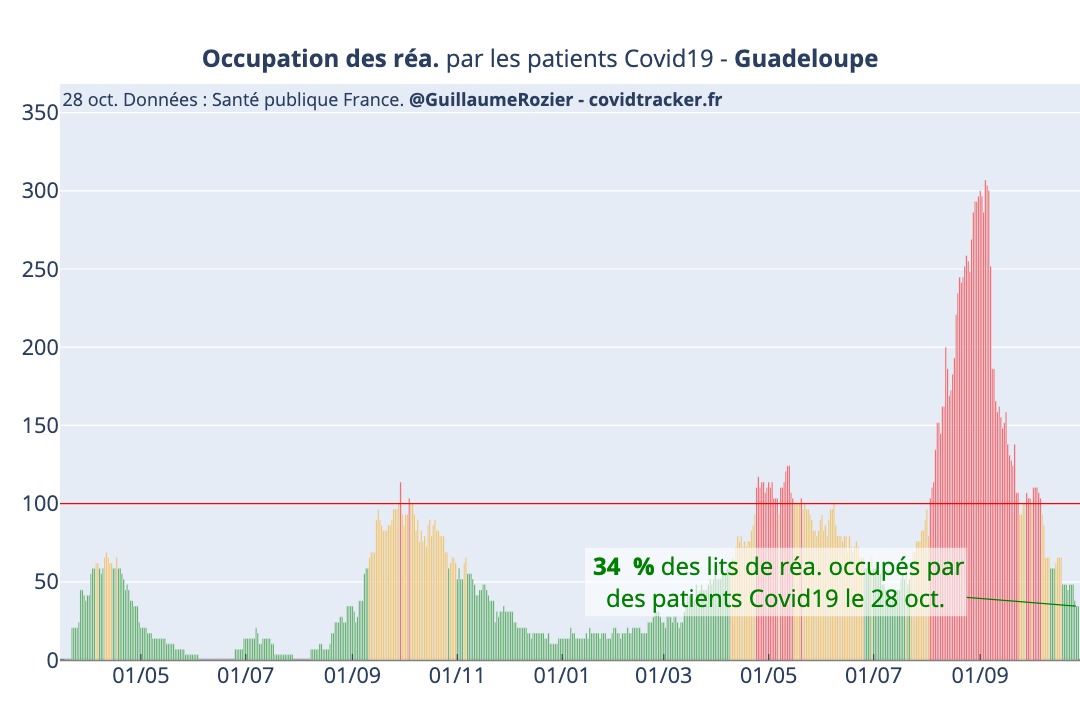 Occupation des réa. par les patients Covid19 - Guadeloupe
28 oct. Données : Santé publique France. @GuillaumeRozier - covidtracker.fr
350
300
250
200
150
100
50
0
34 % des lits de réa. occupés par
des patients Covid19 le 28 oct.
01/05 01/07 01/09 01/11 01/01 01/03 01/05 01/07 01/09